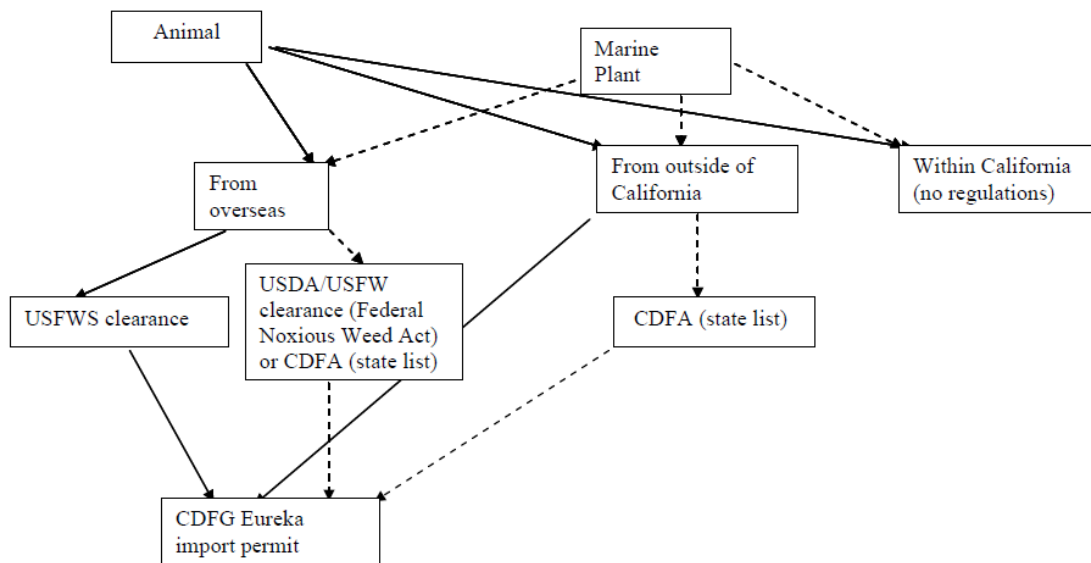 Animal
Marine
Plant
From
overseas
From outside of
California
Within California
(no regulations)
USFWS clearance
USDA/USFW
clearance (Federal
Noxious Weed Act)
or CDFA (state list)
CDFA (state list)
CDFG Eureka
import permit